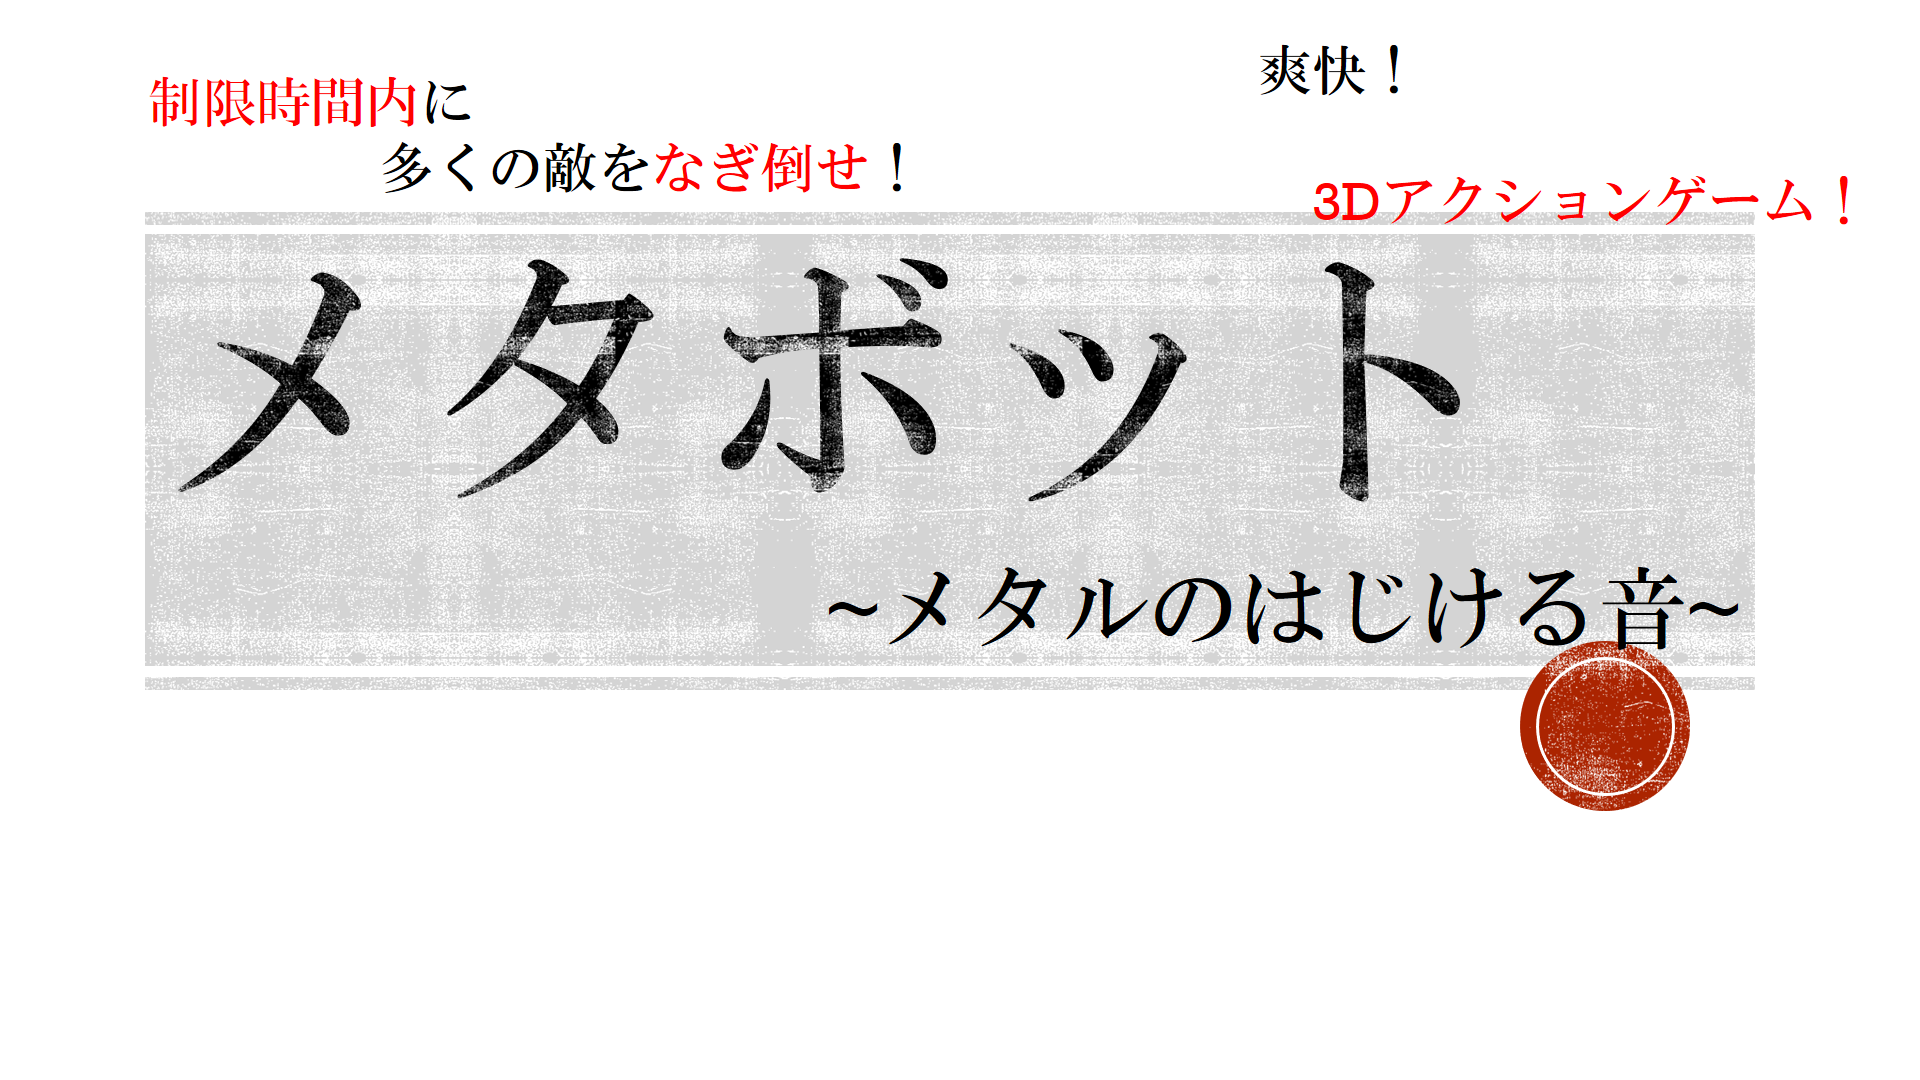 制限時間内に
多くの敵をなぎ倒せ！
爽快！
3Dアクションゲーム！
メタボット
~メタルのはじける音~